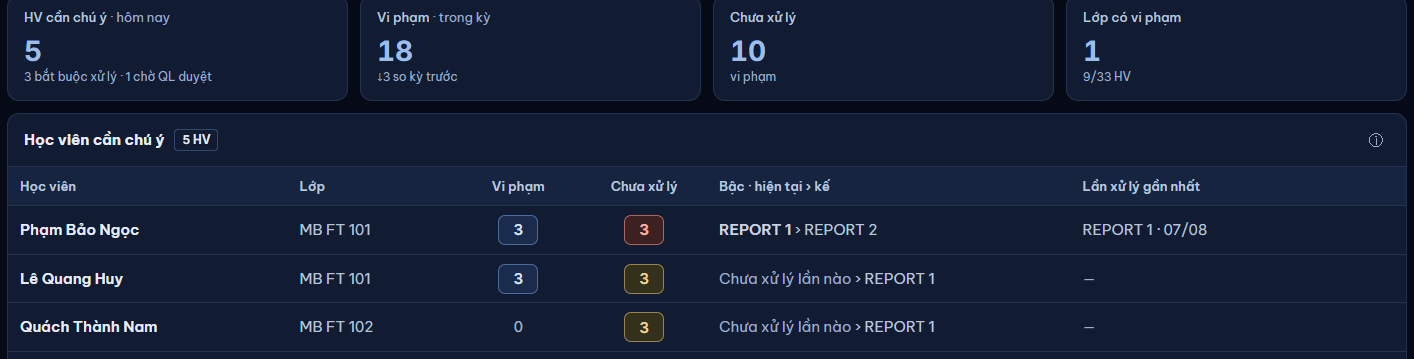 HV cần chú ý · hôm nay
5
3 bắt buộc xử lý · 1 chờ QL duyệt
Vi phạm · trong kỳ
18
↓3 so kỳ trước
Chưa xử lý
10
vi phạm
Lớp có vi phạm
1
9/33 HV
Học viên cần chú ý 5 HV
Học viên Lớp Vi phạm Chưa xử lý Bậc · hiện tại › kế Lần xử lý gần nhất
Phạm Bảo Ngọc MB FT 101 3 3 REPORT 1 › REPORT 2 REPORT 1 · 07/08
Lê Quang Huy MB FT 101 3 3 Chưa xử lý lần nào › REPORT 1 —
Quách Thành Nam MB FT 102 0 3 Chưa xử lý lần nào › REPORT 1 —